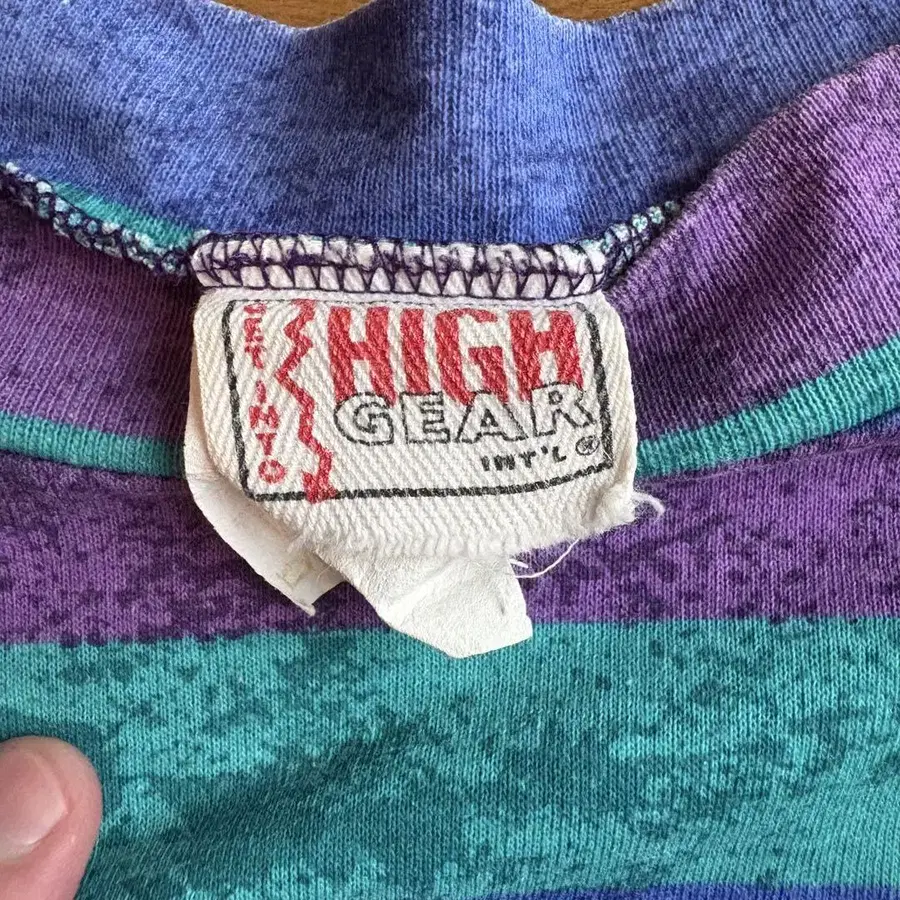 GET INTO
HIGH
GEAR
INT'L ®